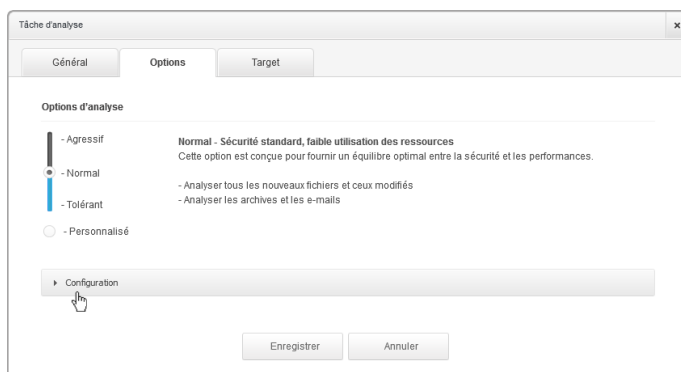 Tâche d'analyse
×
Général Options Target
Options d'analyse
- Agressif
- Normal
- Tolérant
- Personnalisé
Normal - Sécurité standard, faible utilisation des ressources
Cette option est conçue pour fournir un équilibre optimal entre la sécurité et les performances.
- Analyser tous les nouveaux fichiers et ceux modifiés
- Analyser les archives et les e-mails
Configuration
Enregistrer Annuler